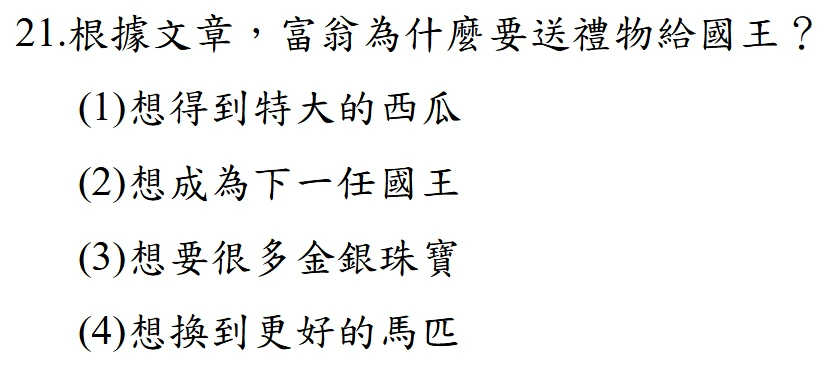 21.根據文章，富翁為什麼要送禮物給國王？
(1)想得到特大的西瓜
(2)想成為下一任國王
(3)想要很多金銀珠寶
(4)想換到更好的馬匹